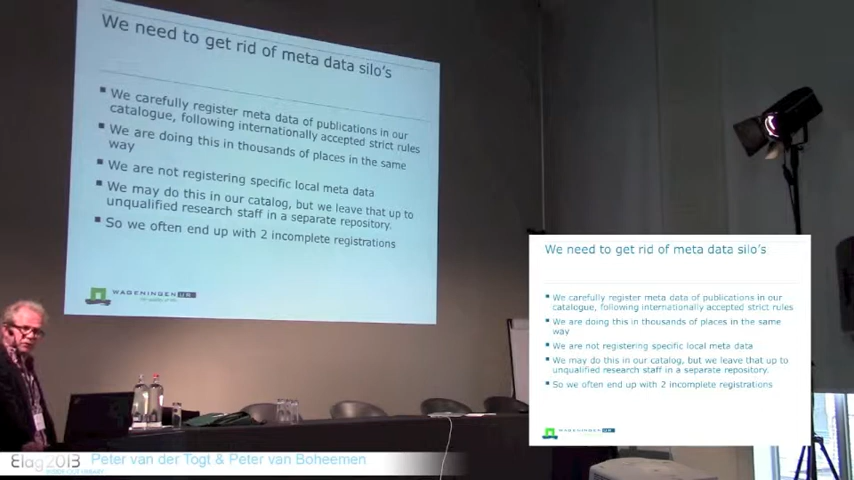 We need to get rid of meta data silo's
We carefully register meta data of publications in our
catalogue, following internationally accepted strict rules
We are doing this in thousands of places in the same
way
We are not registering specific local meta data
We may do this in our catalog, but we leave that up to
unqualified research staff in a separate repository.
So we often end up with 2 incomplete registrations
WAGENINGEN UR
We need to get rid of meta data silo's
We carefully register meta data of publications in our
catalogue, following internationally accepted strict rules
We are doing this in thousands of places in the same
way
We are not registering specific local meta data
We may do this in our catalog, but we leave that up to
unqualified research staff in a separate repository.
So we often end up with 2 incomplete registrations
WAGENINGEN UR
Elag2013
Peter van der Togt & Peter van Boheemen